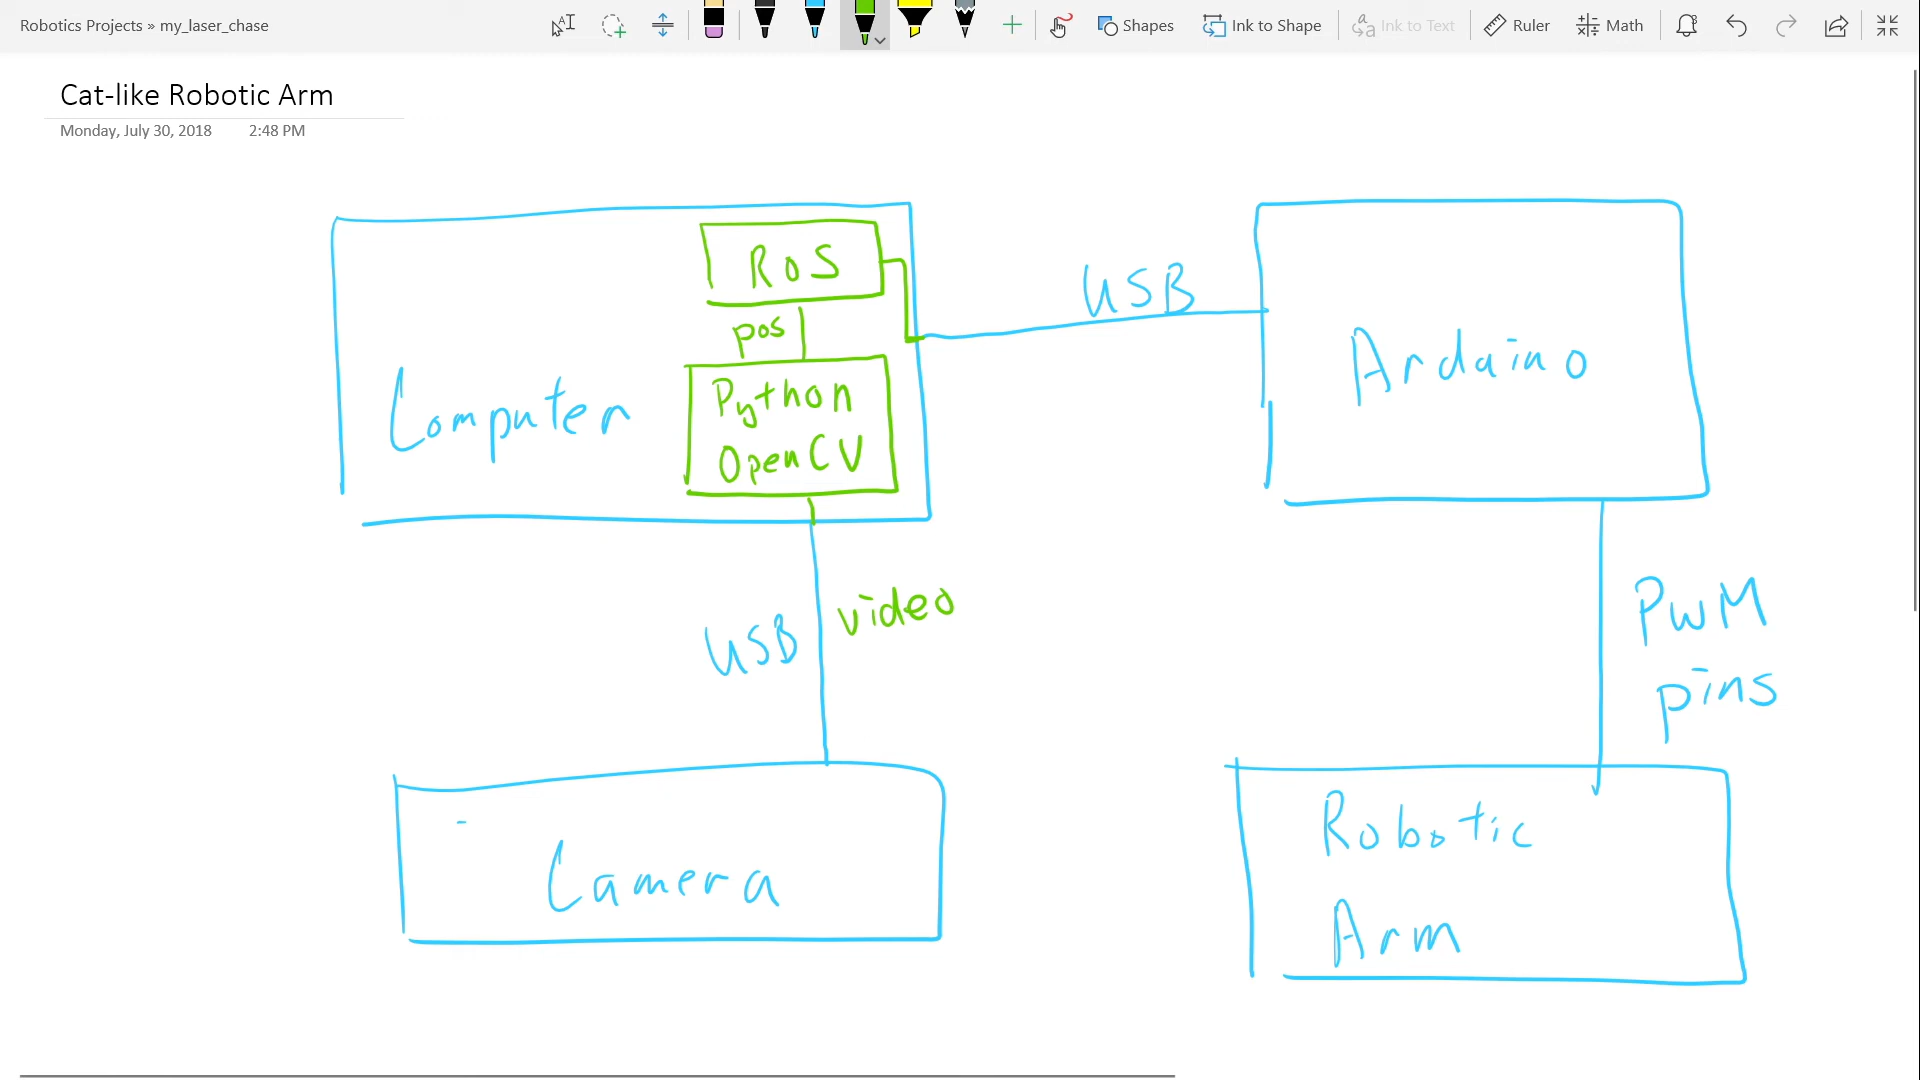 Robotics Projects » my_laser_chase
Shapes
Ink to Shape
Ink to Text
Ruler
Math
Cat-like Robotic Arm
Monday, July 30, 2018 2:48 PM
ROS
pos
Python
OpenCV
Computer
USB
Arduino
USB
video
PWM
pins
Camera
Robotic
Arm